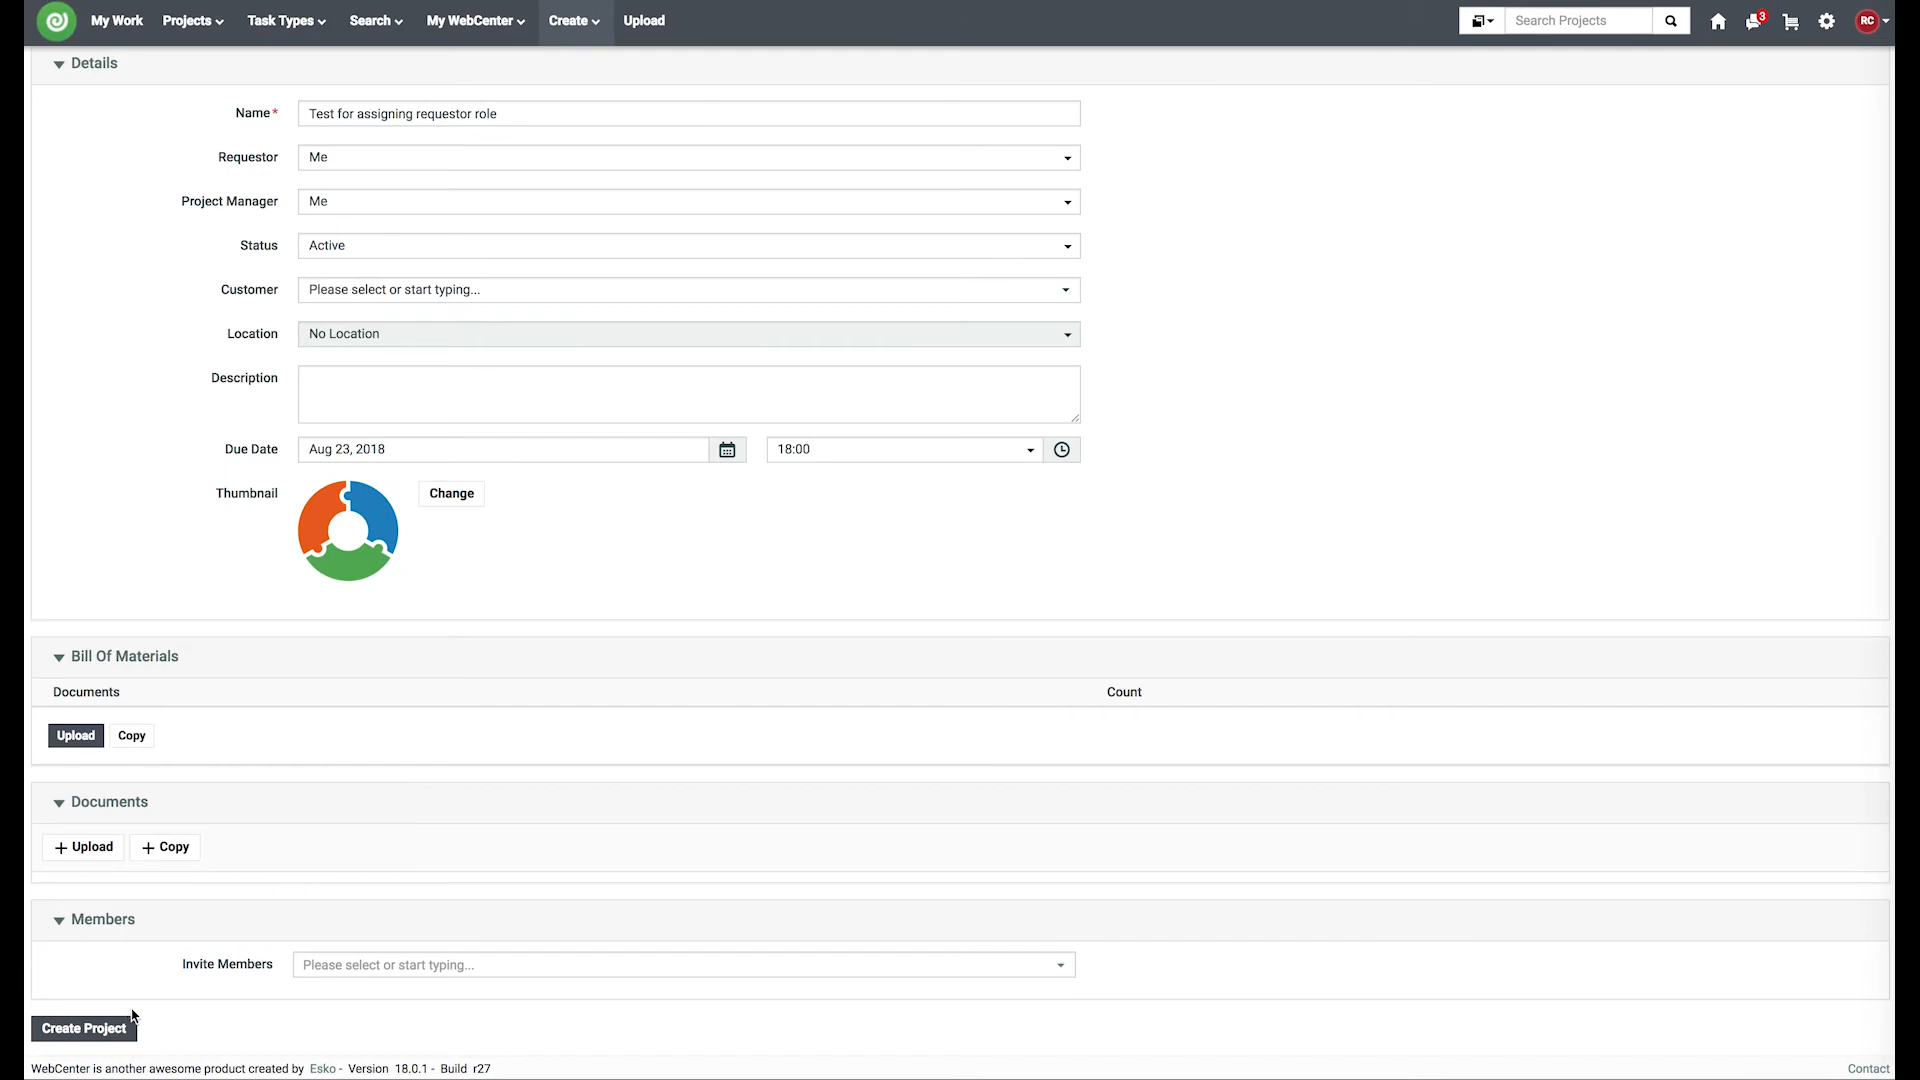 My Work Projects Task Types Search My WebCenter Create Upload Search Projects 3 RC
Details
Name* Test for assigning requestor role
Requestor Me
Project Manager Me
Status Active
Customer Please select or start typing...
Location No Location
Description
Due Date Aug 23, 2018 18:00
Thumbnail Change
Bill Of Materials
Documents Count
Upload Copy
Documents
+ Upload + Copy
Members
Invite Members Please select or start typing...
Create Project
WebCenter is another awesome product created by Esko - Version 18.0.1 - Build r27 Contact